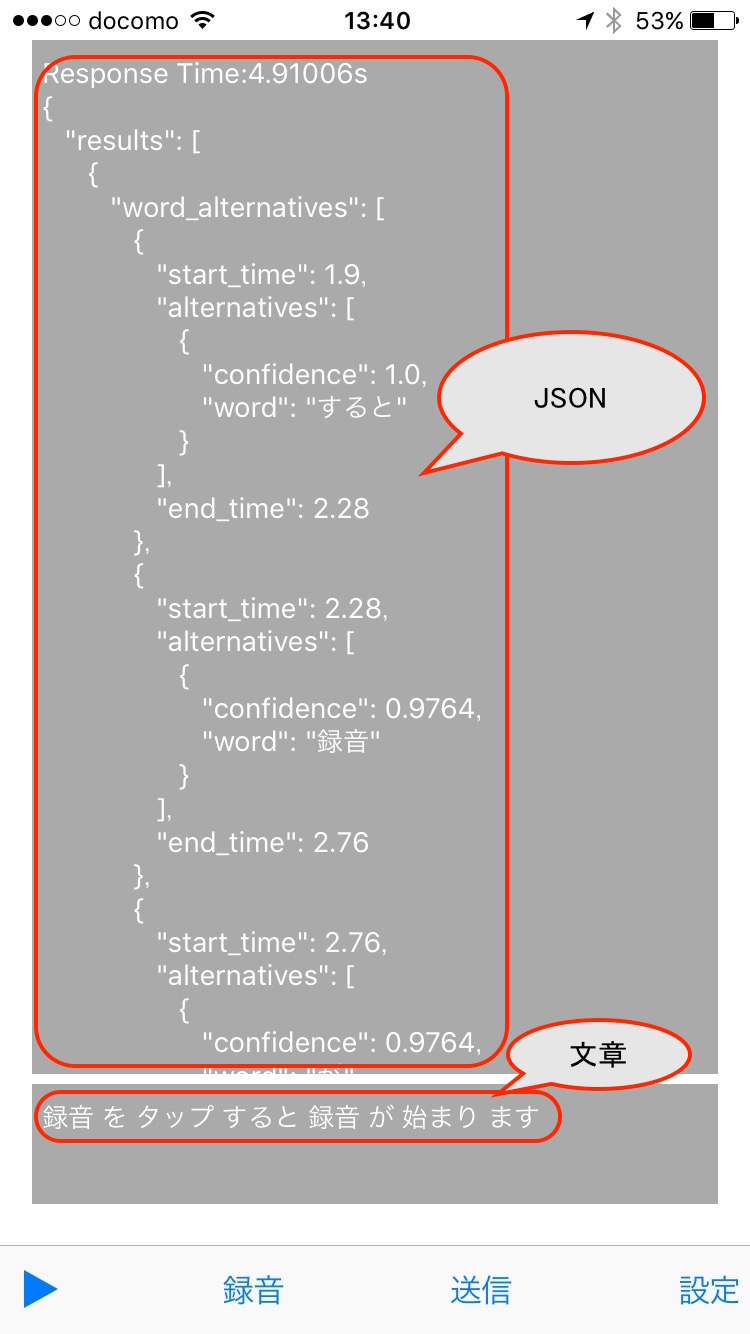 docomo 13:40 53%
Response Time:4.91006s
{
"results": [
{
"word_alternatives": [
{
"start_time": 1.9,
"alternatives": [
{
"confidence": 1.0,
"word": "すると"
}
],
"end_time": 2.28
},
{
"start_time": 2.28,
"alternatives": [
{
"confidence": 0.9764,
"word": "録音"
}
],
"end_time": 2.76
},
{
"start_time": 2.76,
"alternatives": [
{
"confidence": 0.9764,
"word": "が"
JSON
文章
録音 を タップ すると 録音 が 始まり ます
録音 送信 設定